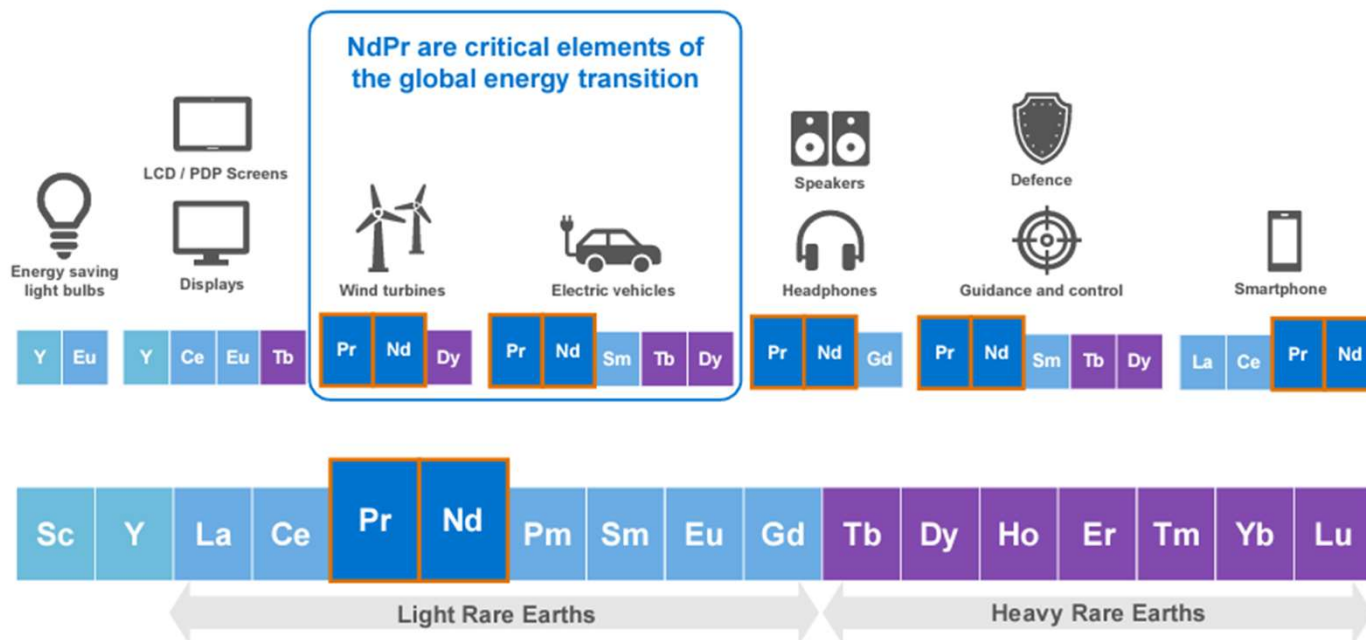 NdPr are critical elements of
the global energy transition
LCD / PDP Screens
Speakers
Defence
Energy saving
light bulbs
Displays
Wind turbines
Electric vehicles
Headphones
Guidance and control
Smartphone
Y Eu
Y Ce Eu Tb
Pr Nd Dy
Pr Nd Sm Tb Dy
Pr Nd Gd
Pr Nd Sm Tb Dy
La Ce Pr Nd
Sc Y La Ce Pr Nd Pm Sm Eu Gd Tb Dy Ho Er Tm Yb Lu
Light Rare Earths
Heavy Rare Earths